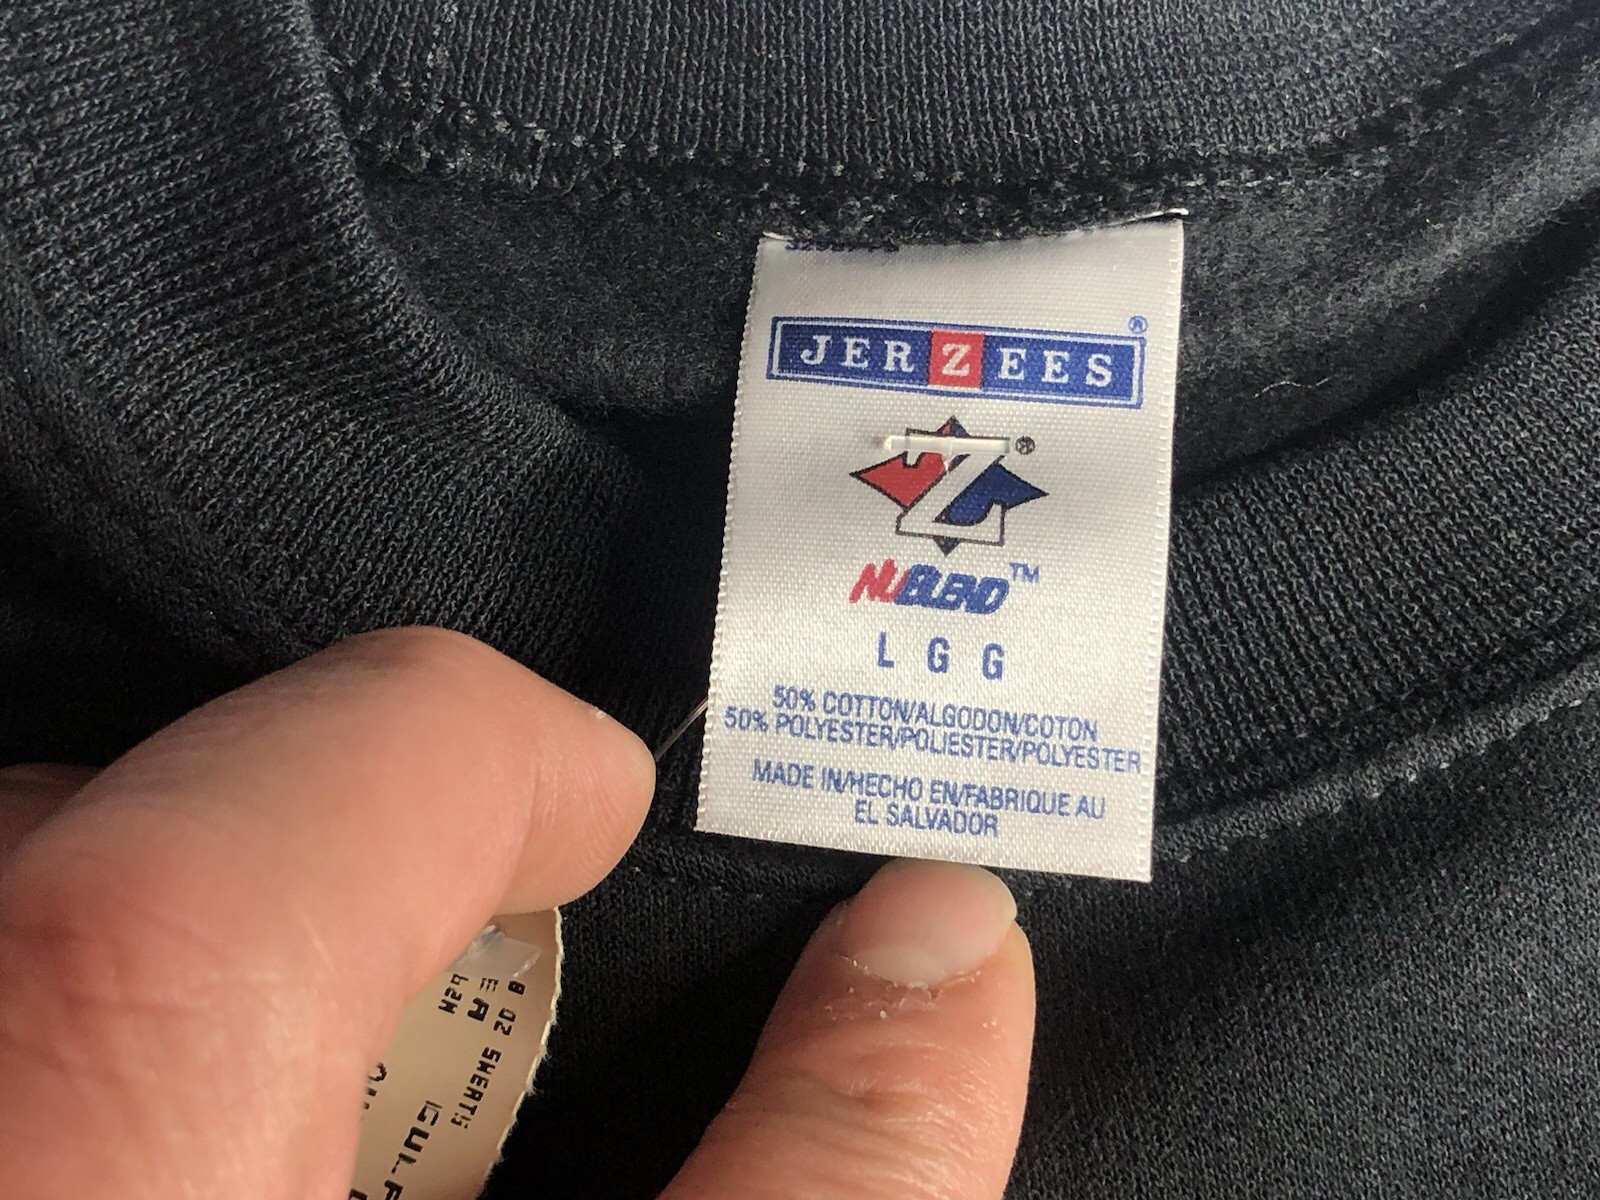 JERZEES®
Z®
NUBLEND™
L G G
50% COTTON/ALGODON/COTON
50% POLYESTER/POLIESTER/POLYESTER
MADE IN/HECHO EN/FABRIQUE AU
EL SALVADOR
8 OZ SWEATS